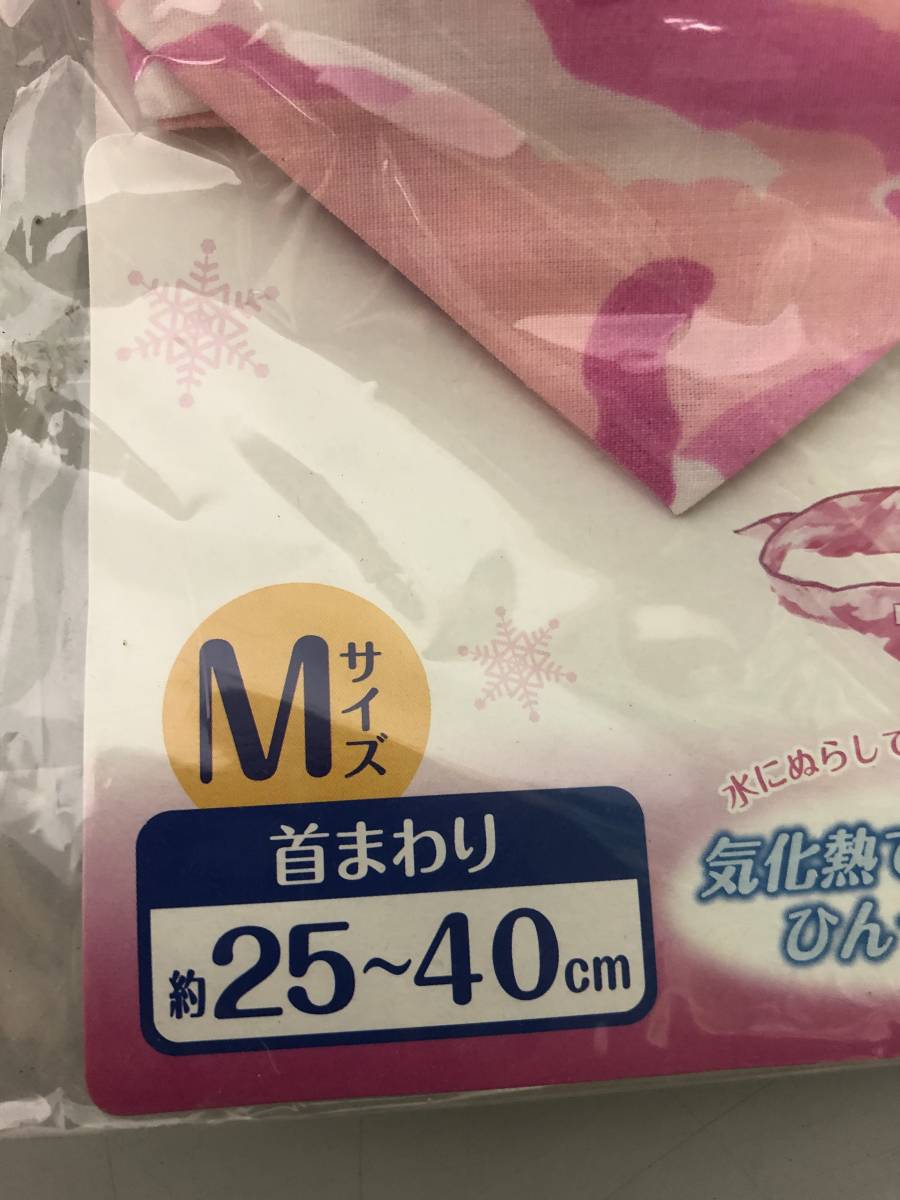 Mサイズ
首まわり
約25~40cm
水にぬらして
気化熱で
ひん